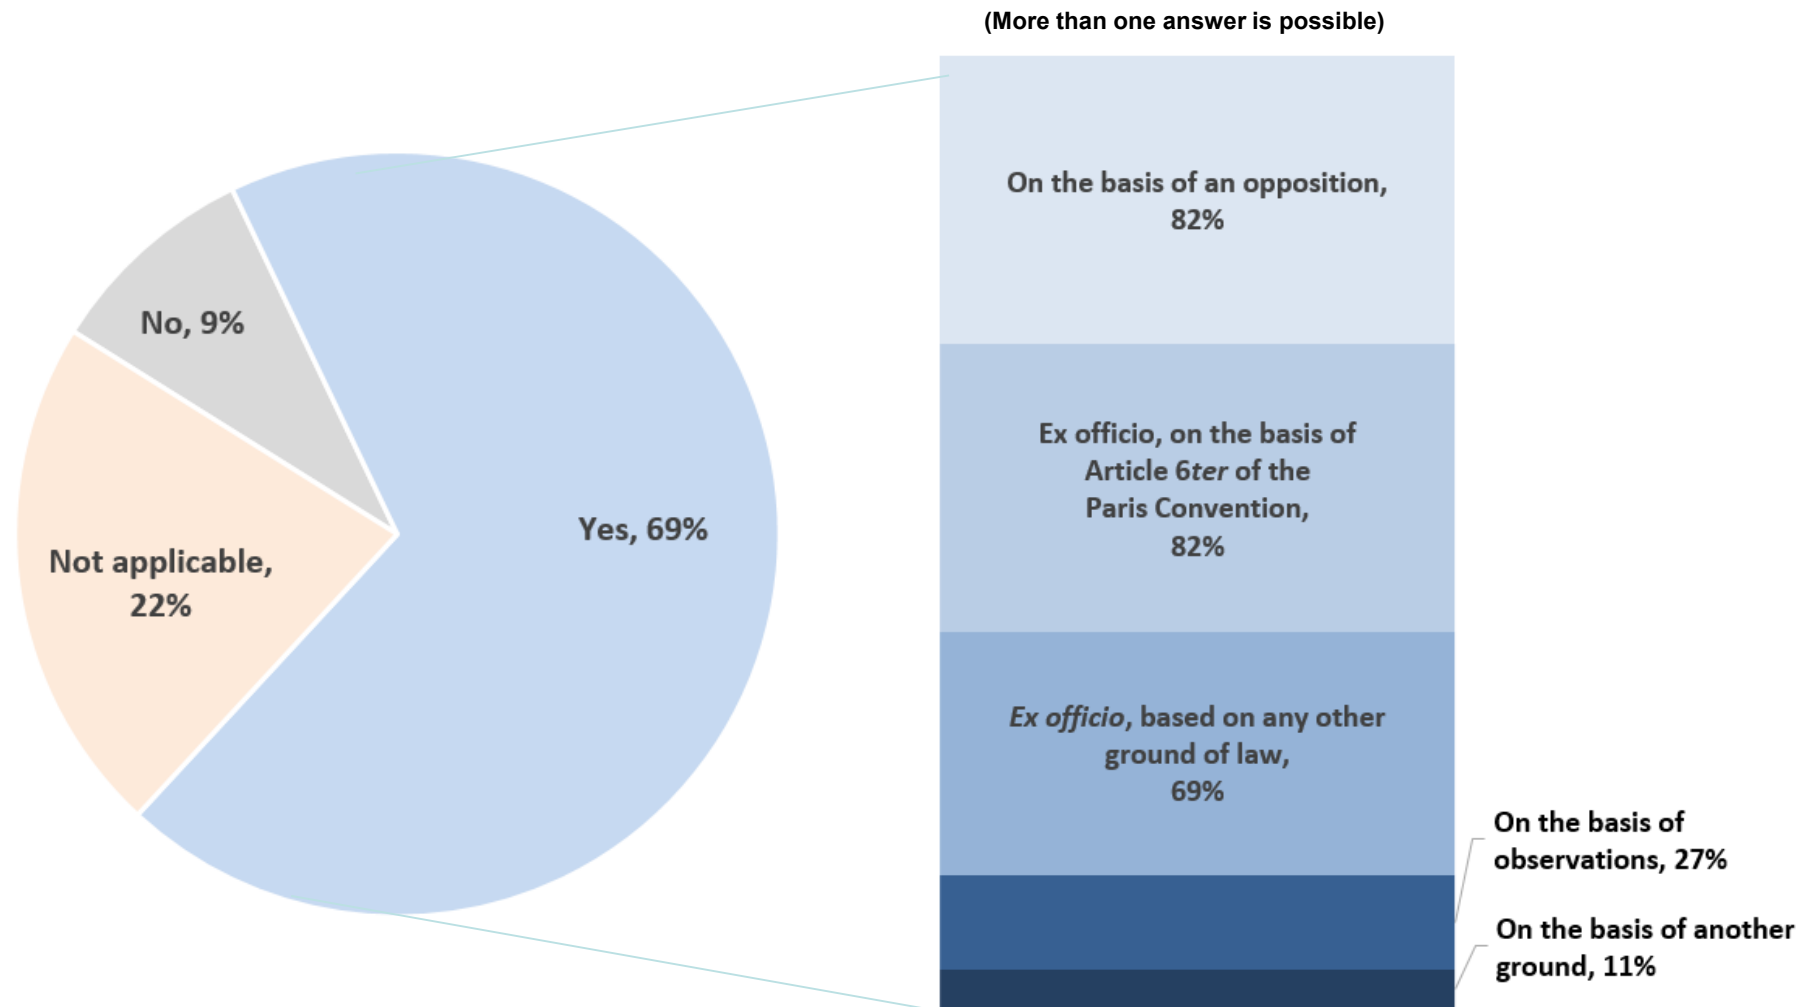 (More than one answer is possible)
No, 9%
Not applicable,
22%
Yes, 69%
On the basis of an opposition,
82%
Ex officio, on the basis of
Article 6ter of the
Paris Convention,
82%
Ex officio, based on any other
ground of law,
69%
On the basis of
observations, 27%
On the basis of another
ground, 11%